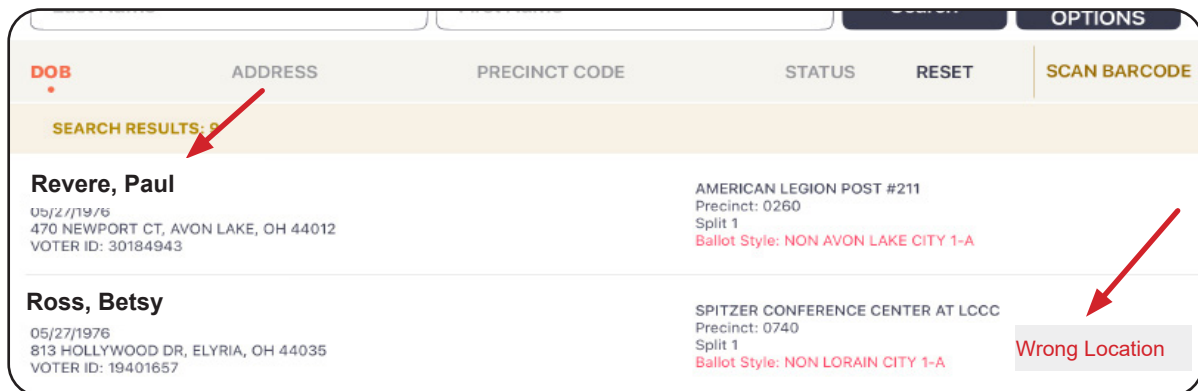 Search
OPTIONS
DOB ADDRESS PRECINCT CODE STATUS RESET SCAN BARCODE
SEARCH RESULTS: 9
Revere, Paul
05/27/1976
470 NEWPORT CT, AVON LAKE, OH 44012
VOTER ID: 30184943
AMERICAN LEGION POST #211
Precinct: 0260
Split 1
Ballot Style: NON AVON LAKE CITY 1-A
Ross, Betsy
05/27/1976
813 HOLLYWOOD DR, ELYRIA, OH 44035
VOTER ID: 19401657
SPITZER CONFERENCE CENTER AT LCCC
Precinct: 0740
Split 1
Ballot Style: NON LORAIN CITY 1-A
Wrong Location